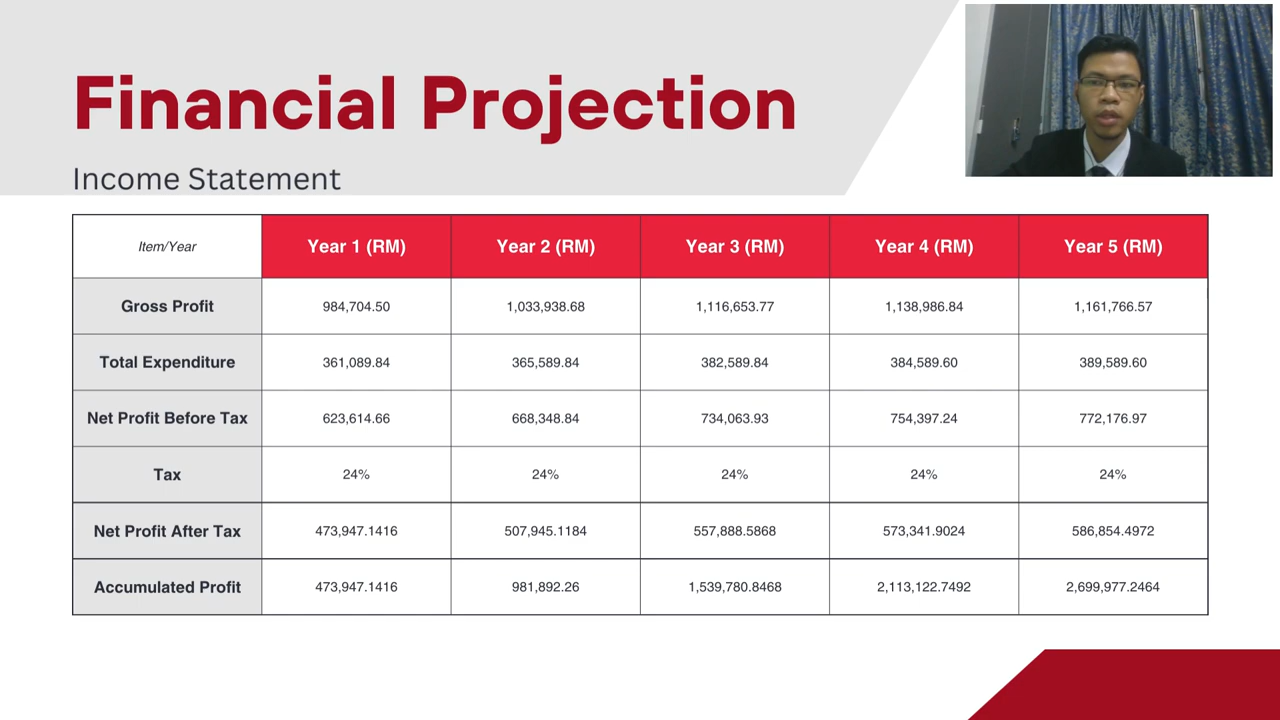 Financial Projection
Income Statement
Item/Year Year 1 (RM) Year 2 (RM) Year 3 (RM) Year 4 (RM) Year 5 (RM)
Gross Profit 984,704.50 1,033,938.68 1,116,653.77 1,138,986.84 1,161,766.57
Total Expenditure 361,089.84 365,589.84 382,589.84 384,589.60 389,589.60
Net Profit Before Tax 623,614.66 668,348.84 734,063.93 754,397.24 772,176.97
Tax 24% 24% 24% 24% 24%
Net Profit After Tax 473,947.1416 507,945.1184 557,888.5868 573,341.9024 586,854.4972
Accumulated Profit 473,947.1416 981,892.26 1,539,780.8468 2,113,122.7492 2,699,977.2464